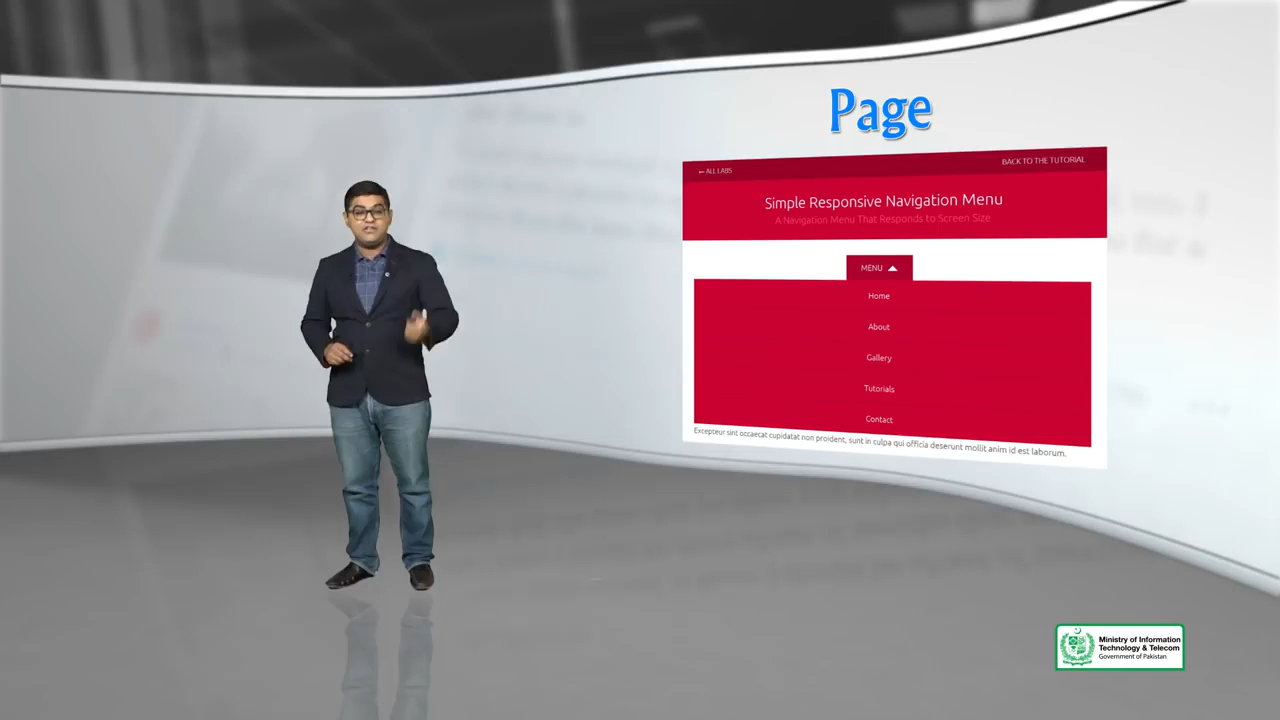 Page
← ALL LABS
BACK TO THE TUTORIAL
Simple Responsive Navigation Menu
A Navigation Menu That Responds to Screen Size
MENU
Home
About
Gallery
Tutorials
Contact
Excepteur sint occaecat cupidatat non proident, sunt in culpa qui officia deserunt mollit anim id est laborum.
Ministry of Information
Technology & Telecom
Government of Pakistan